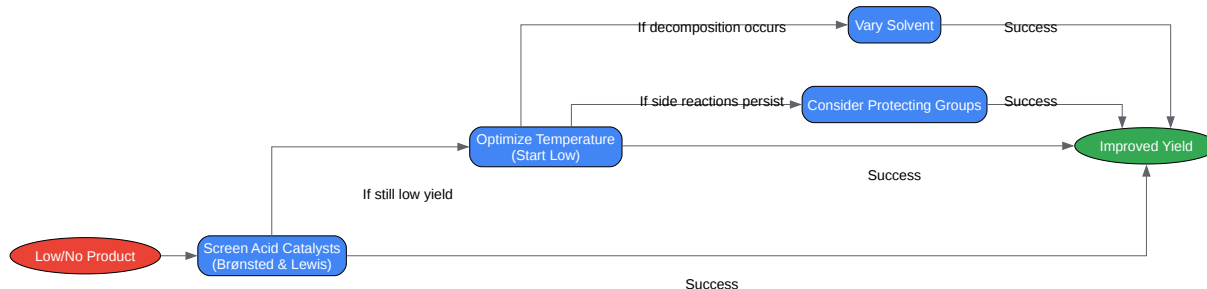 If decomposition occurs
Vary Solvent
Success
If side reactions persist
Consider Protecting Groups
Success
Optimize Temperature
(Start Low)
Improved Yield
Success
If still low yield
Low/No Product
Screen Acid Catalysts
(Brønsted & Lewis)
Success